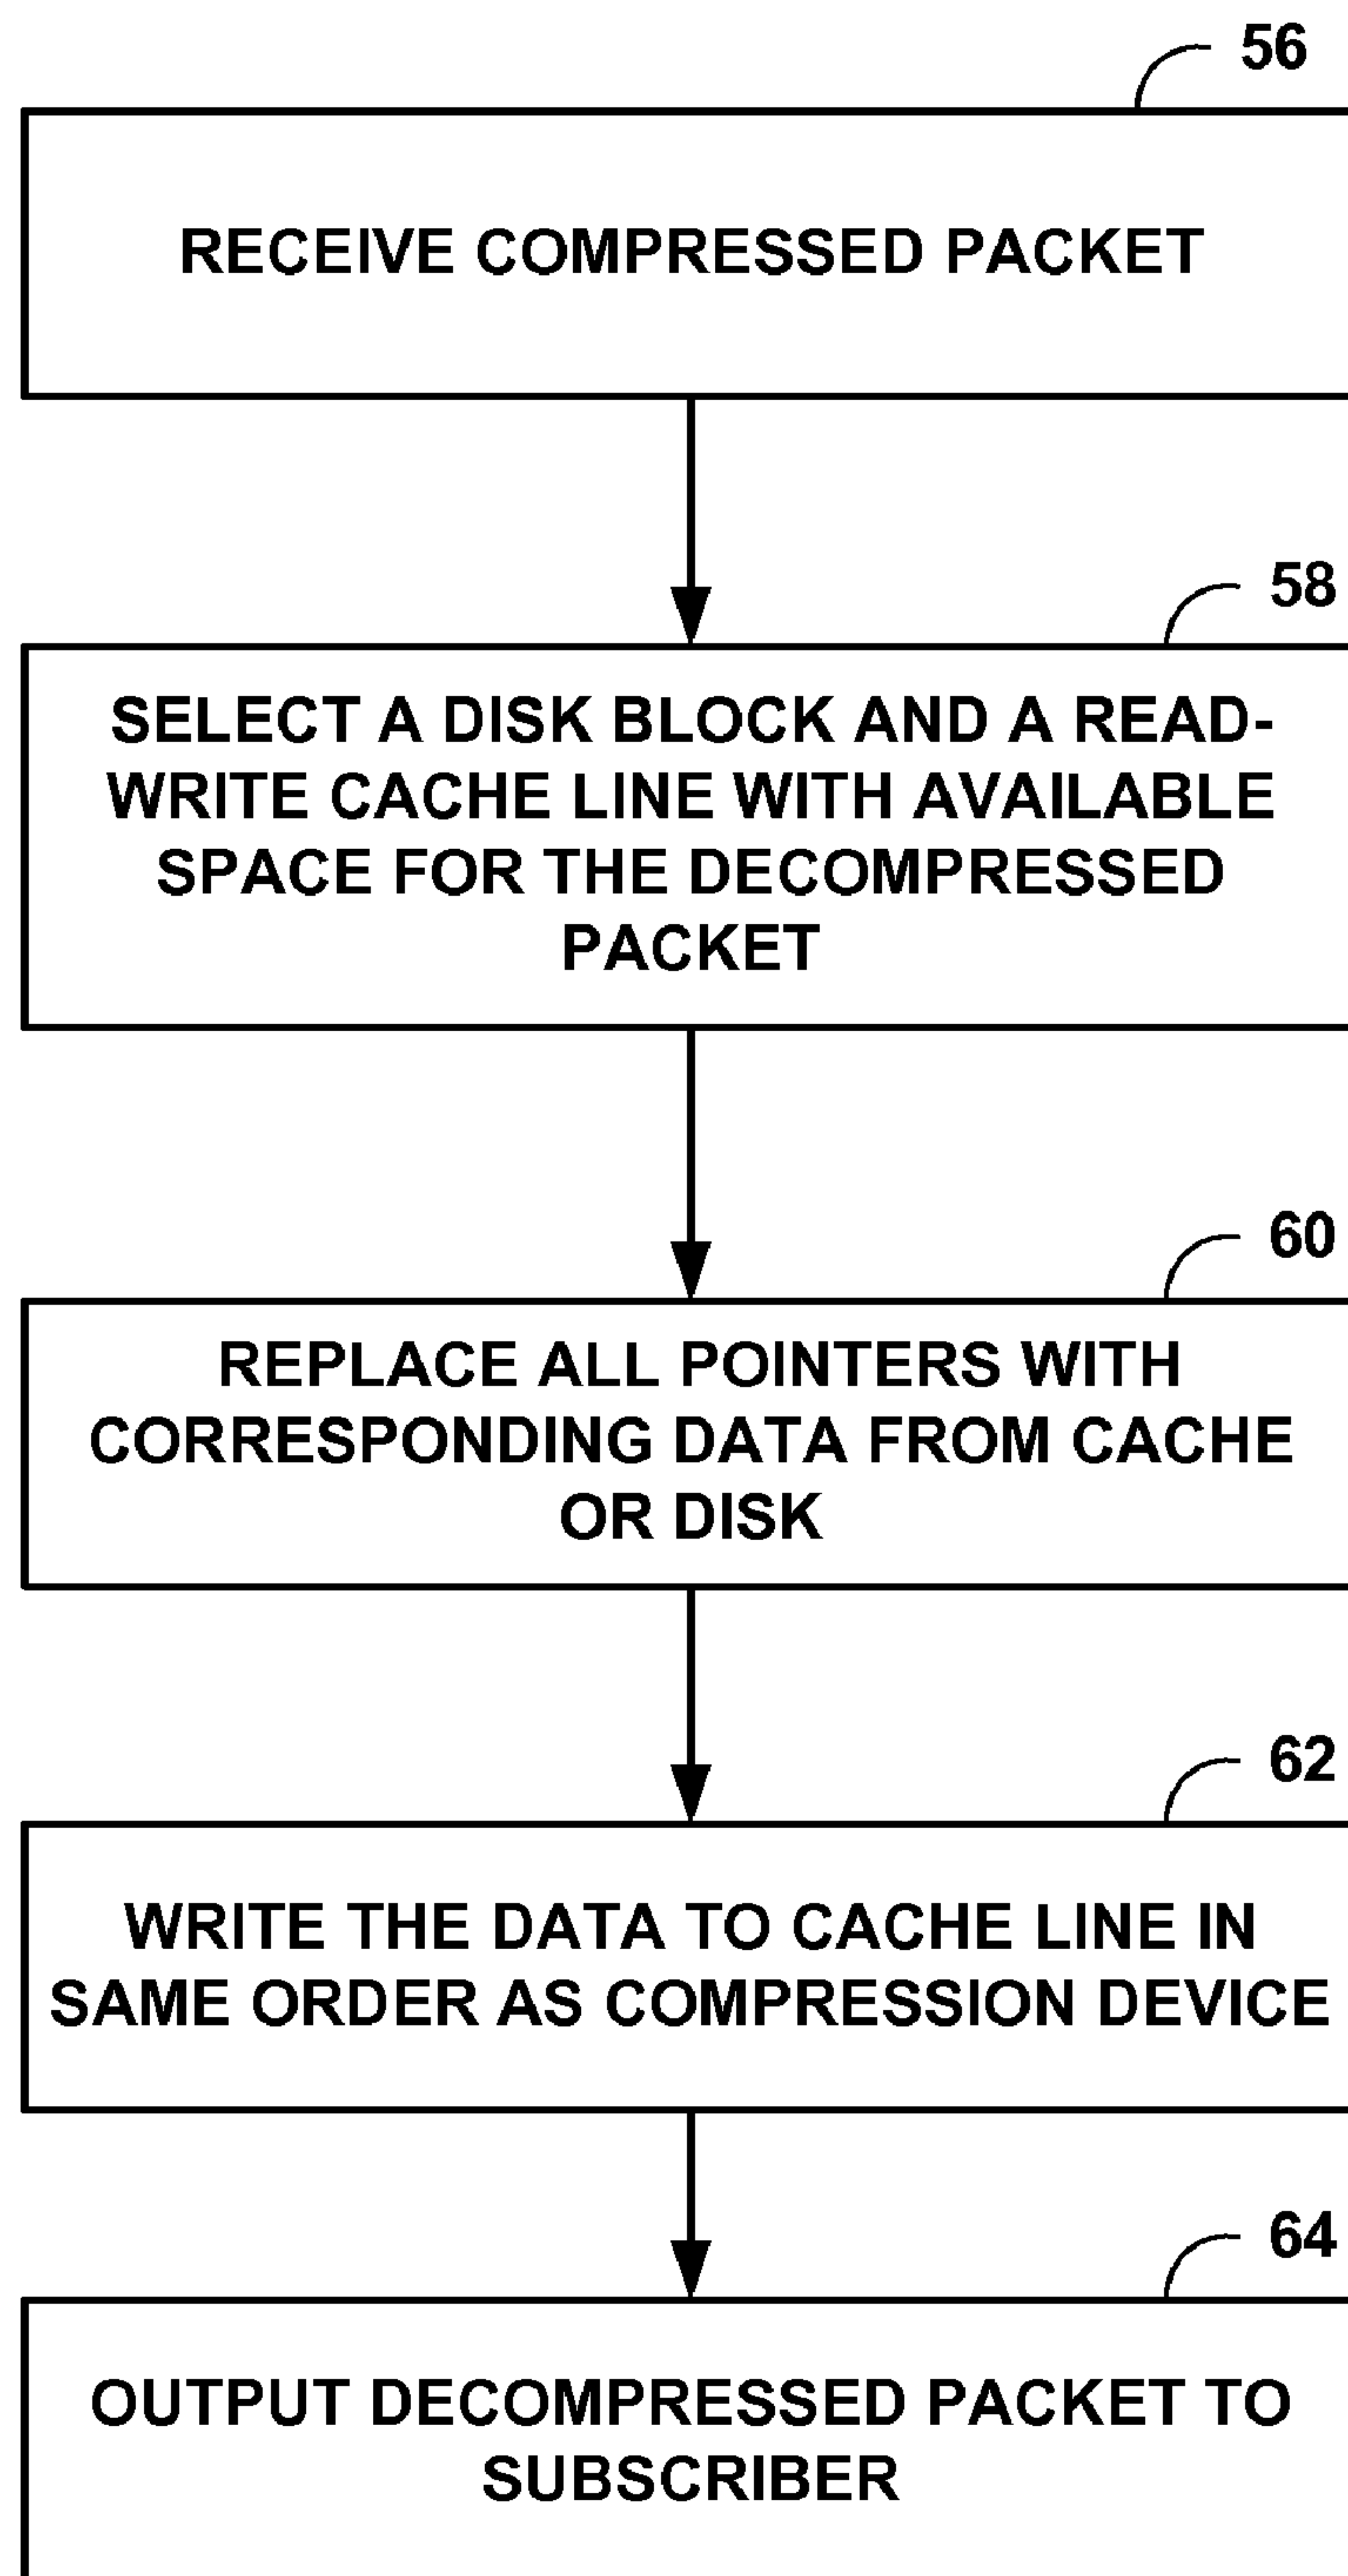 56
RECEIVE COMPRESSED PACKET
58
SELECT A DISK BLOCK AND A READ-
WRITE CACHE LINE WITH AVAILABLE
SPACE FOR THE DECOMPRESSED
PACKET
60
REPLACE ALL POINTERS WITH
CORRESPONDING DATA FROM CACHE
OR DISK
62
WRITE THE DATA TO CACHE LINE IN
SAME ORDER AS COMPRESSION DEVICE
64
OUTPUT DECOMPRESSED PACKET TO
SUBSCRIBER